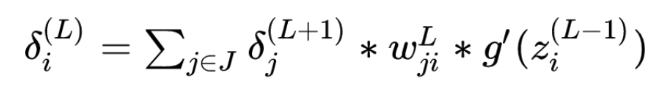 δ_i^{(L)} = ∑_{j∈J} δ_j^{(L+1)} * w_{ji}^{L} * g′(z_i^{(L−1)})